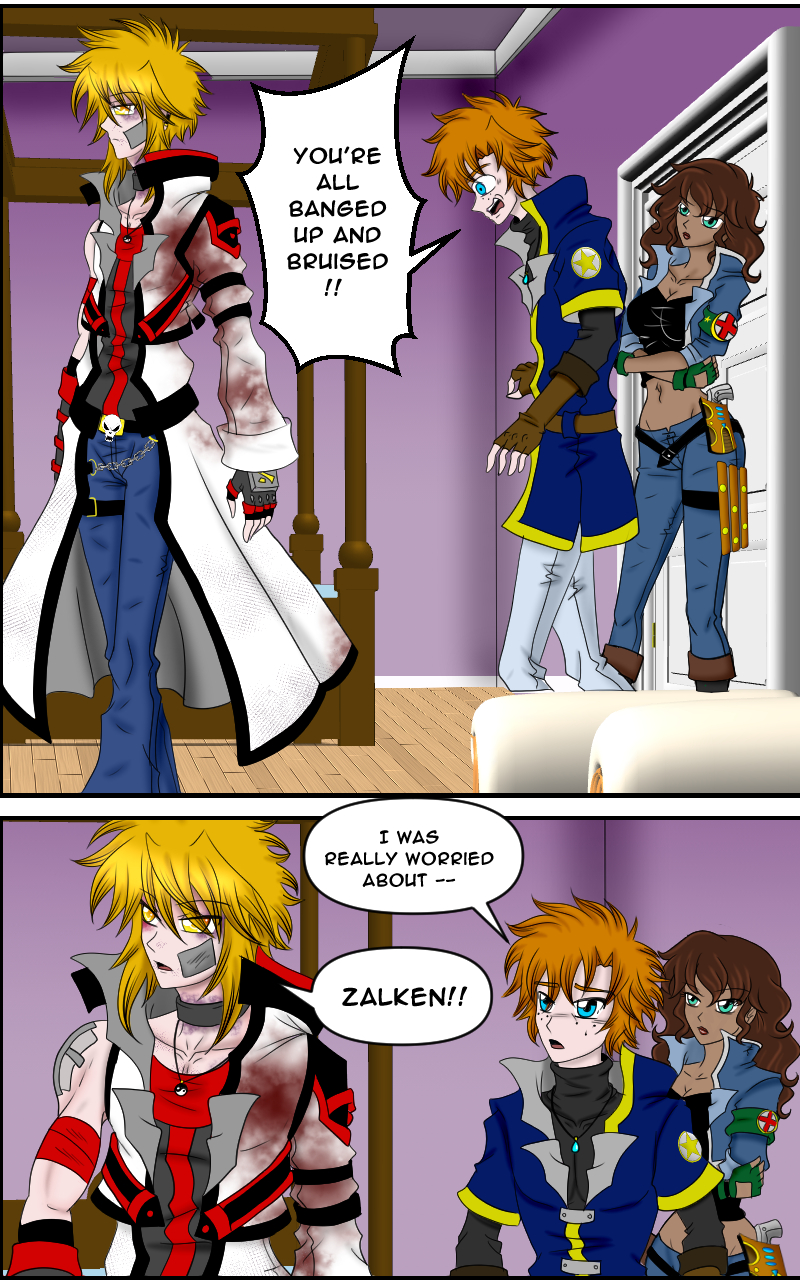 YOU'RE
ALL
BANGED
UP AND
BRUISED
!!
I WAS
REALLY WORRIED
ABOUT --
ZALKEN!!